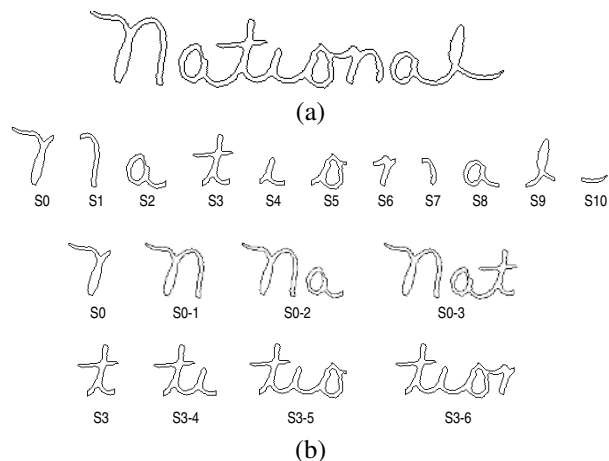 National
(a)
S0 S1 S2 S3 S4 S5 S6 S7 S8 S9 S10
S0 S0-1 S0-2 S0-3
S3 S3-4 S3-5 S3-6
(b)